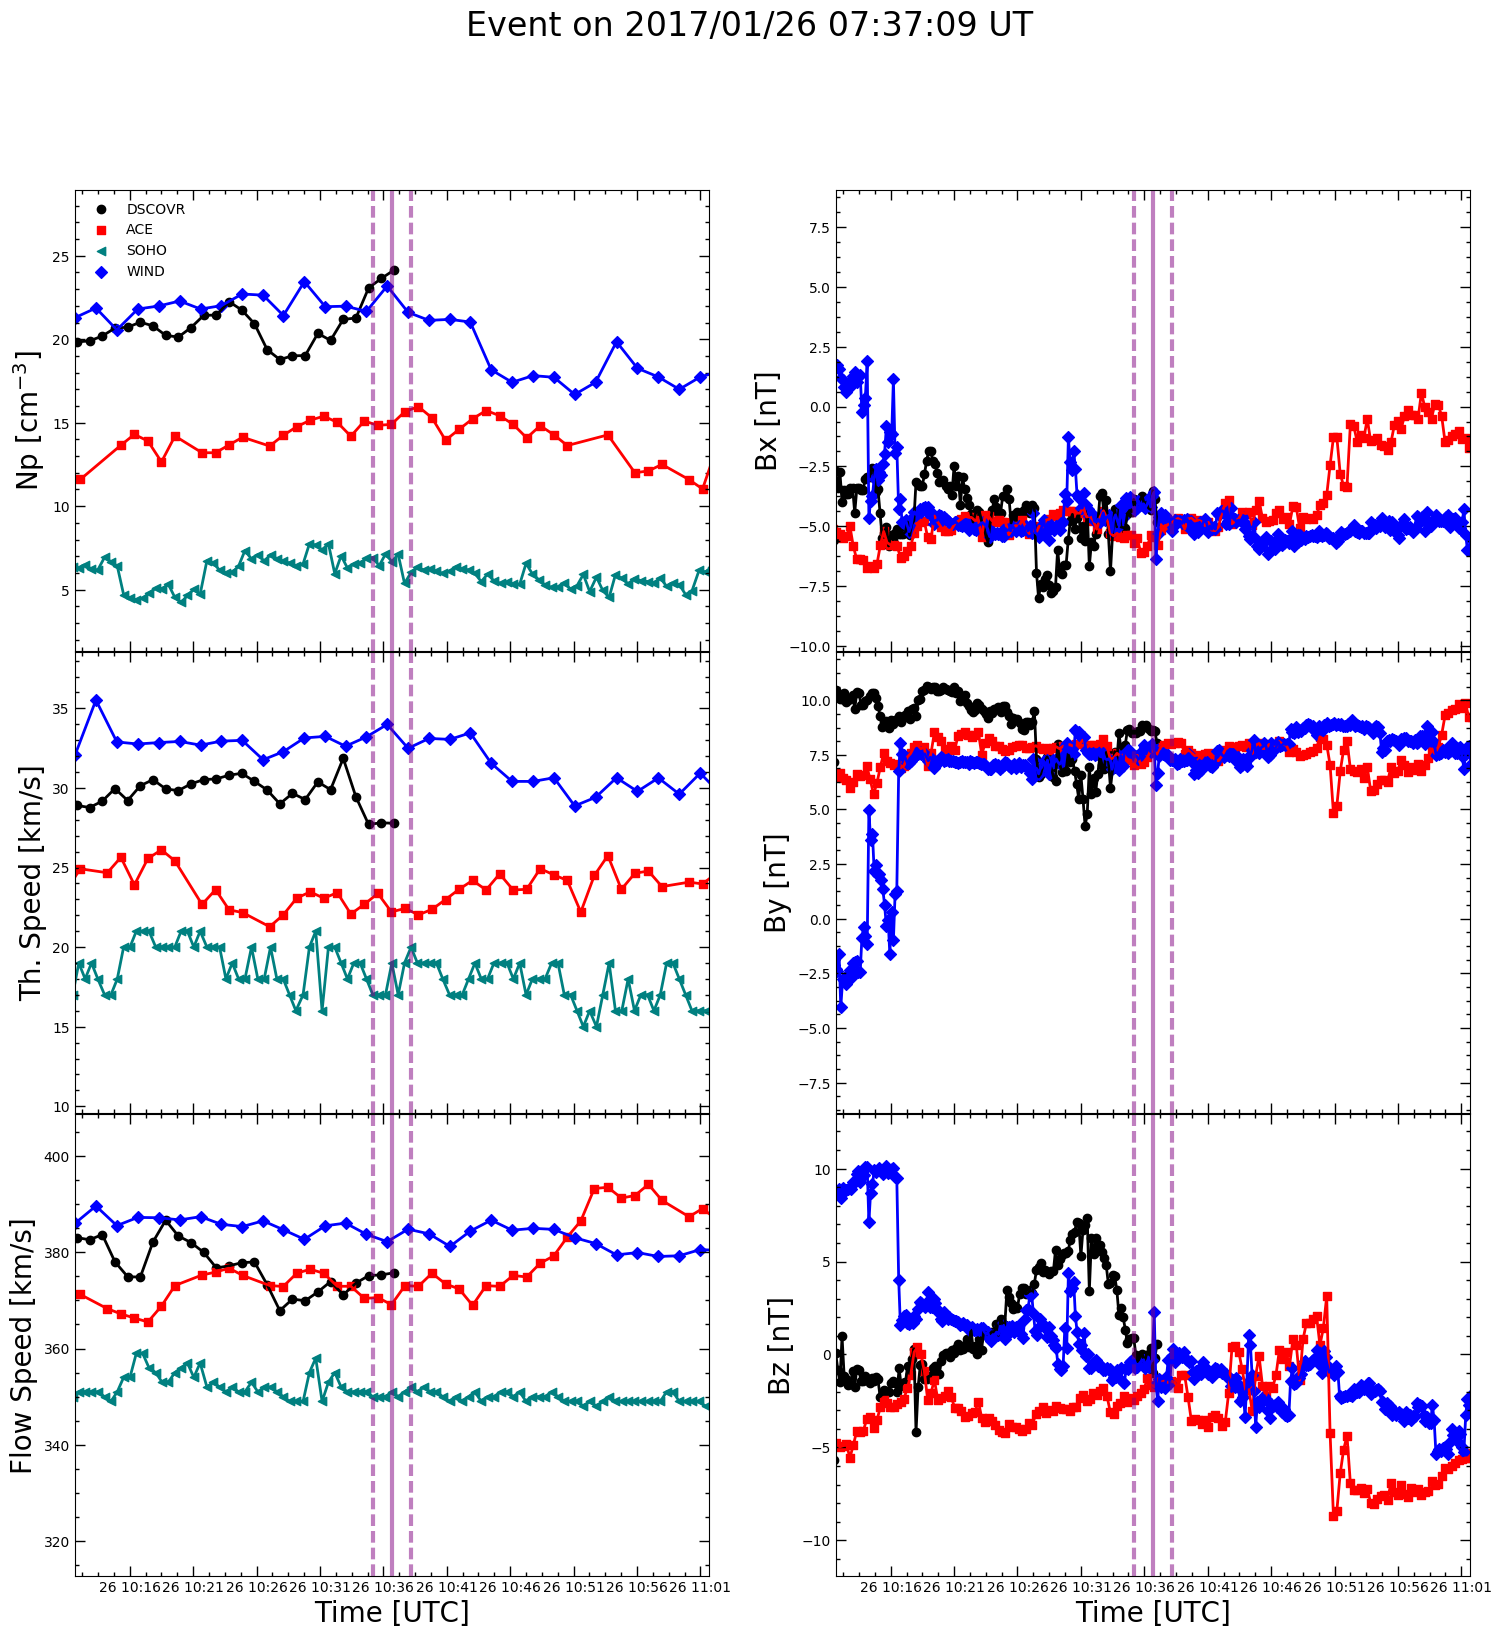 Event on 2017/01/26 07:37:09 UT
DSCOVR
ACE
SOHO
WIND
Np [cm⁻³]
25
20
15
10
5
Th. Speed [km/s]
35
30
25
20
15
10
Flow Speed [km/s]
400
380
360
340
320
26 10:16 26 10:21 26 10:26 26 10:31 26 10:36 26 10:41 26 10:46 26 10:51 26 10:56 26 11:01
Time [UTC]
Bx [nT]
7.5
5.0
2.5
0.0
−2.5
−5.0
−7.5
−10.0
By [nT]
10.0
7.5
5.0
2.5
0.0
−2.5
−5.0
−7.5
Bz [nT]
10
5
0
−5
−10
26 10:16 26 10:21 26 10:26 26 10:31 26 10:36 26 10:41 26 10:46 26 10:51 26 10:56 26 11:01
Time [UTC]